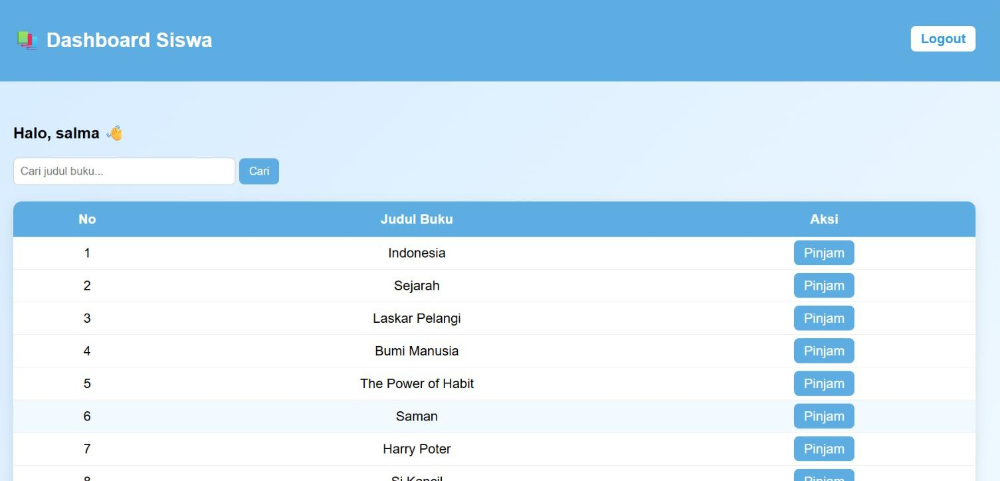 Dashboard Siswa
Logout
Halo, salma 👋
Cari judul buku...
Cari
No Judul Buku Aksi
1 Indonesia Pinjam
2 Sejarah Pinjam
3 Laskar Pelangi Pinjam
4 Bumi Manusia Pinjam
5 The Power of Habit Pinjam
6 Saman Pinjam
7 Harry Poter Pinjam
8 Si Kancil Pinjam